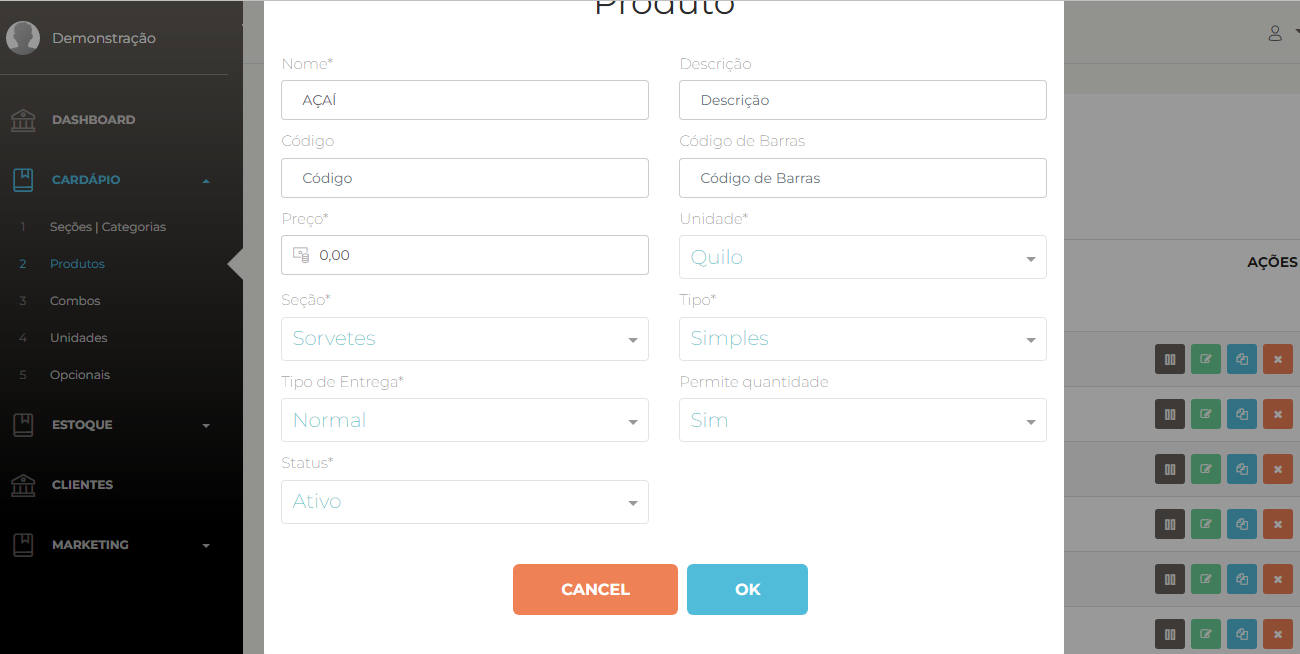 Demonstração
DASHBOARD
CARDÁPIO
1 Seções | Categorias
2 Produtos
3 Combos
4 Unidades
5 Opcionais
ESTOQUE
CLIENTES
MARKETING
Produto
Nome*
AÇAÍ
Descrição
Descrição
Código
Código
Código de Barras
Código de Barras
Preço*
0,00
Unidade*
Quilo
Seção*
Sorvetes
Tipo*
Simples
Tipo de Entrega*
Normal
Permite quantidade
Sim
Status*
Ativo
CANCEL
OK
AÇÕES